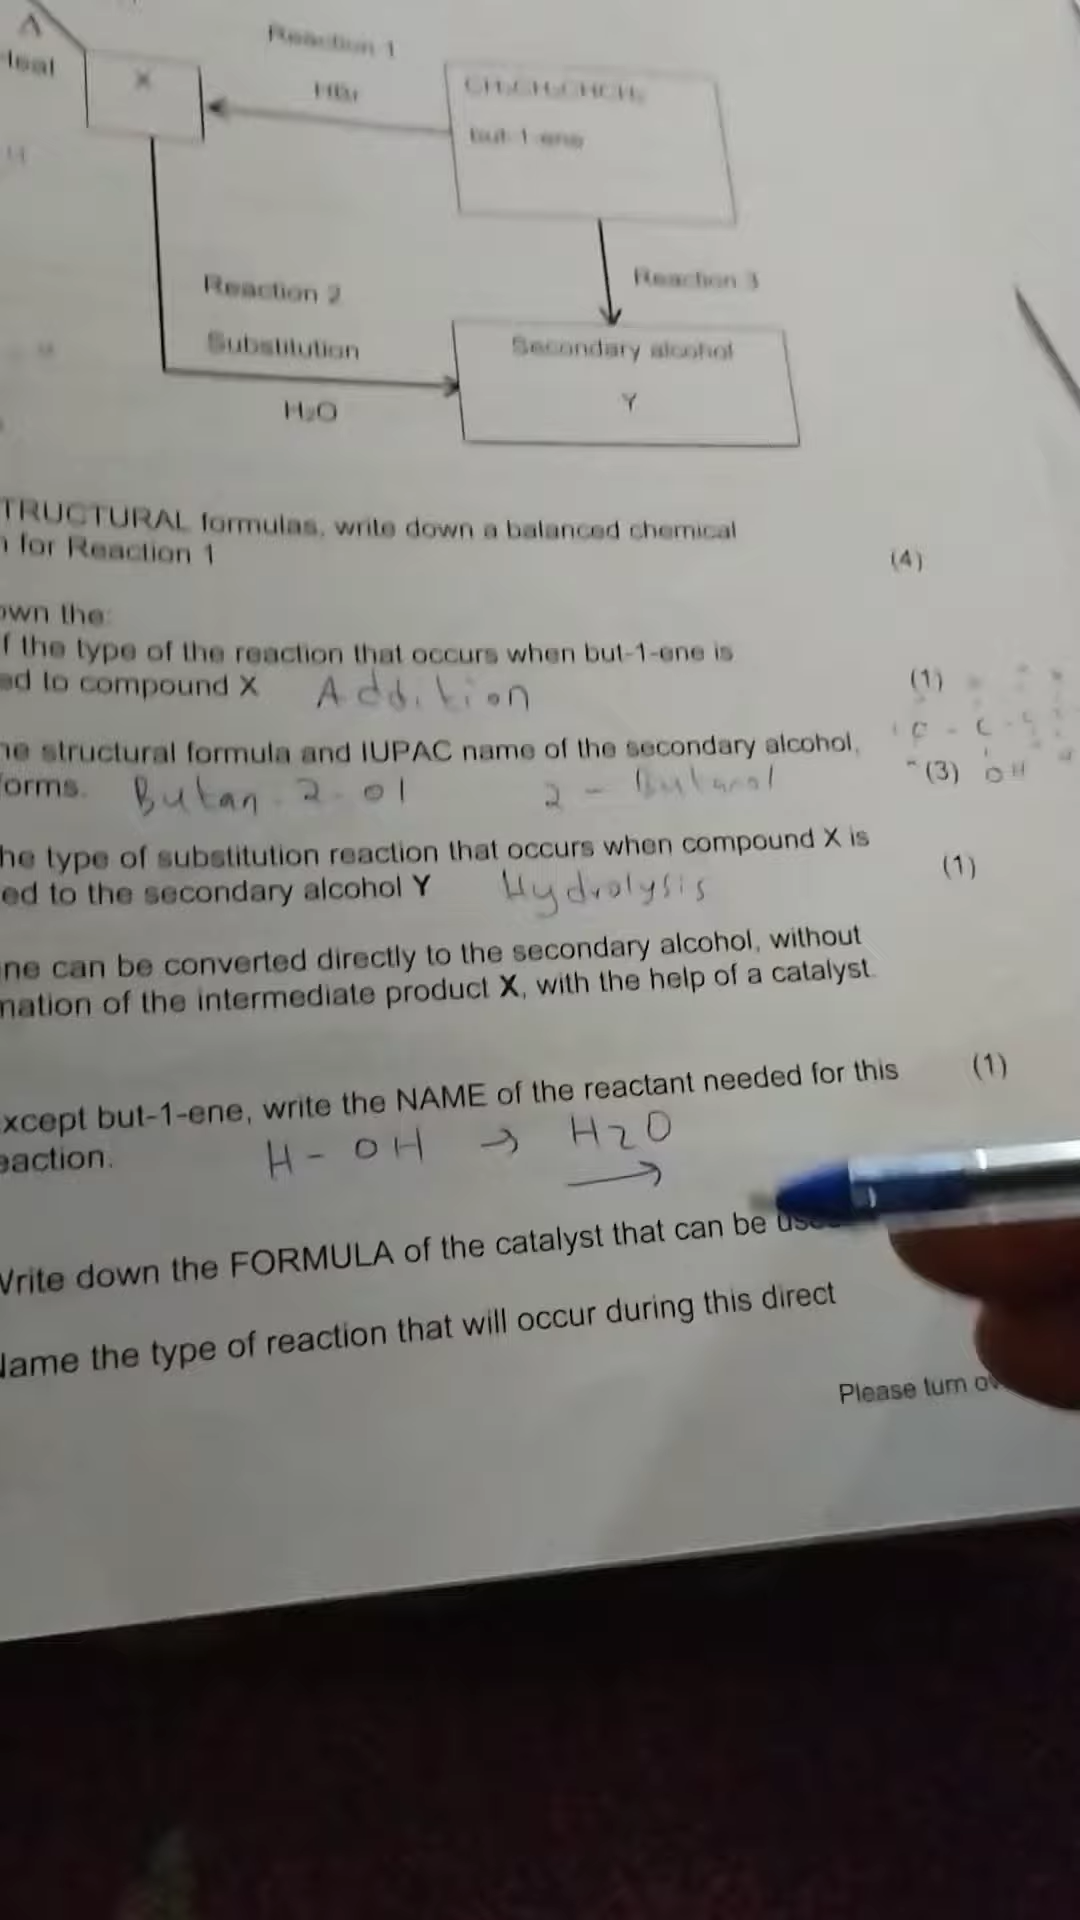 Reaction 1
HBr
X
but-1-ene
Reaction 2
Reaction 3
Substitution
Secondary alcohol
H₂O
Y
TRUCTURAL formulas, write down a balanced chemical
for Reaction 1
(4)
own the:
f the type of the reaction that occurs when but-1-ene is
(1)
ed to compound X Addition
he structural formula and IUPAC name of the secondary alcohol,
(3) OH
orms. Butan-2-ol 2-Butanol
he type of substitution reaction that occurs when compound X is
(1)
ed to the secondary alcohol Y Hydrolysis
ne can be converted directly to the secondary alcohol, without
mation of the intermediate product X, with the help of a catalyst
xcept but-1-ene, write the NAME of the reactant needed for this (1)
eaction. H - OH → H2O
Write down the FORMULA of the catalyst that can be
Name the type of reaction that will occur during this direct
Please turn